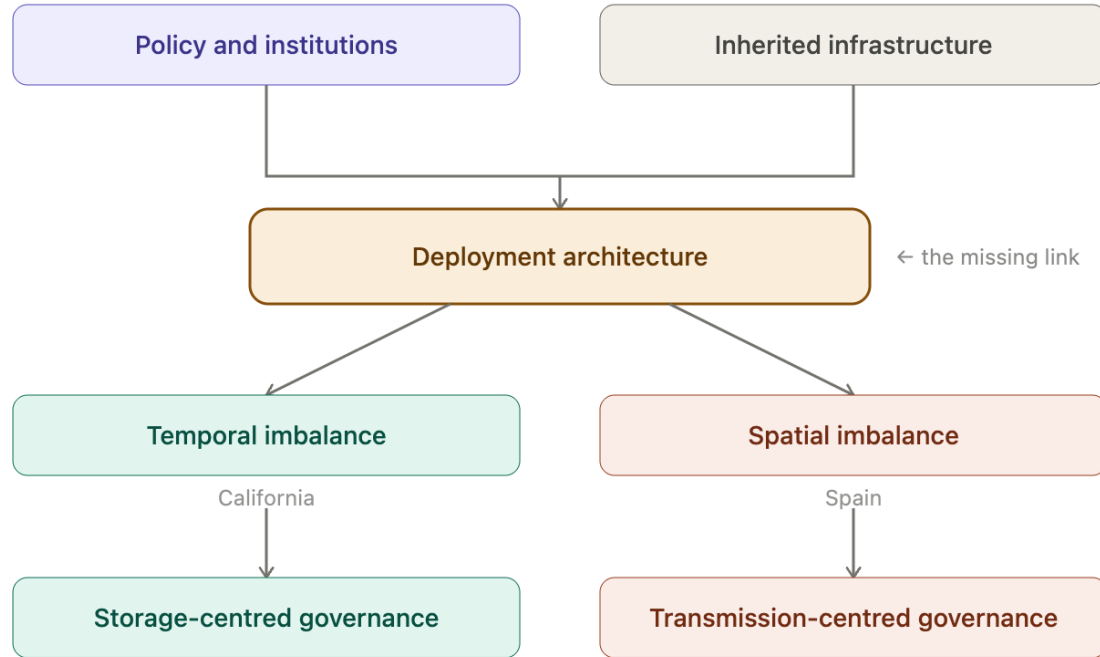 Policy and institutions
Inherited infrastructure
Deployment architecture
← the missing link
Temporal imbalance
Spatial imbalance
California
Spain
Storage-centred governance
Transmission-centred governance